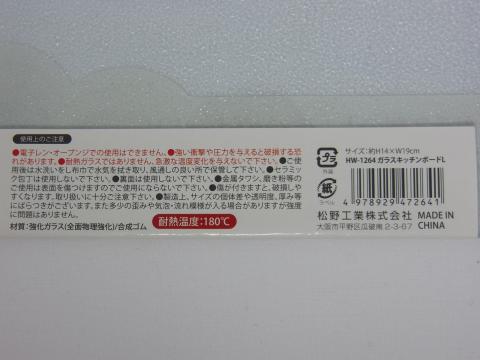 使用上のご注意
●電子レンジ・オーブンでの使用はできません。●強い衝撃や圧力を与えると破損する恐
れがあります。●耐熱ガラスではありません、急激な温度変化を与えないで下さい。●ご使
用後は水洗いをし布巾で水気を拭き取り、風通しの良い所で保管して下さい。●セラミッ
ク包丁は使用しないで下さい。●裏面は使用しないで下さい。●金属タワシ、磨き粉等の
ご使用は表面を傷つけますのでご使用にならないで下さい。●傷が付きますと、破損しや
すくなります。取り扱いに十分ご注意下さい。●製造上、サイズの個体差や透明度、厚み等
にばらつきがございます。また多少の歪みや気泡・流れ模様が入る場合がありますが強度
に問題はありません。
耐熱温度:180℃
材質:強化ガラス(全面物理強化)/合成ゴム
プラ
外装
紙
ラベル
サイズ:約H14×W19cm
HW-1264 ガラスキッチンボードL
4 978929 472641
松野工業株式会社
大阪市平野区瓜破南2-3-67
MADE IN
CHINA